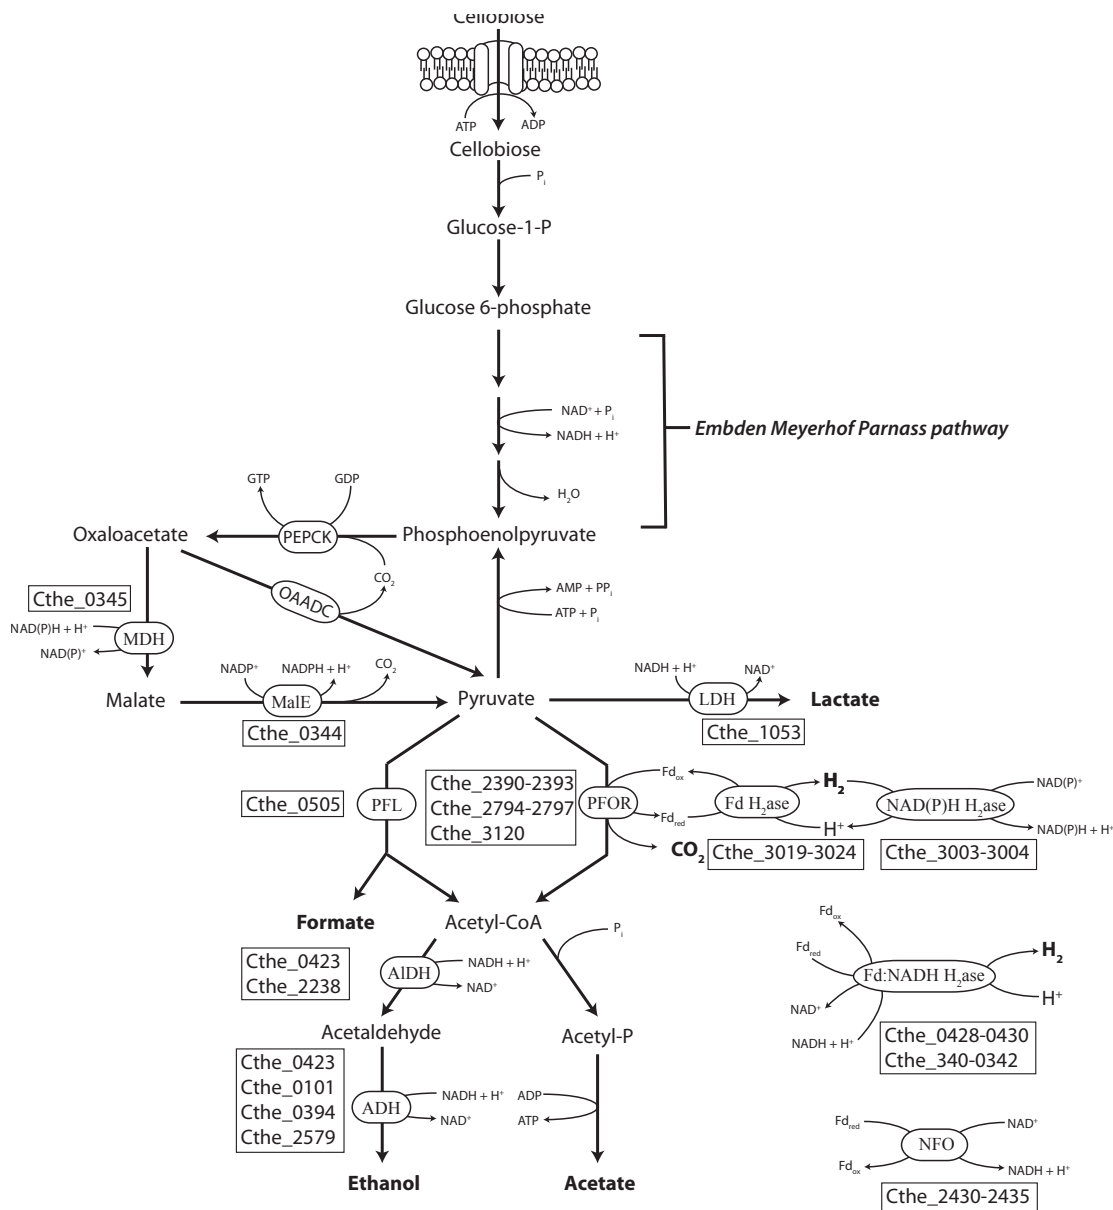 Cellobiose
ATP
ADP
Cellobiose
Pi
Glucose-1-P
Glucose 6-phosphate
NAD+ + Pi
NADH + H+
Embden Meyerhof Parnass pathway
H2O
GTP
GDP
Oxaloacetate
PEPCK
Phosphoenolpyruvate
CO2
OAADC
AMP + PPi
ATP + Pi
Cthe_0345
NAD(P)H + H+
MDH
NAD(P)+
Malate
NADP+
NADPH + H+
CO2
MalE
Cthe_0344
Pyruvate
NADH + H+
NAD+
LDH
Lactate
Cthe_1053
Cthe_0505
PFL
Cthe_2390-2393
Cthe_2794-2797
Cthe_3120
PFOR
Fdox
Fdred
CO2
Fd H2ase
H2
H+
NAD(P)H H2ase
NAD(P)+
NAD(P)H + H+
Cthe_3019-3024
Cthe_3003-3004
Formate
Acetyl-CoA
Pi
Cthe_0423
Cthe_2238
AlDH
NADH + H+
NAD+
Fdox
Fdred
Fd:NADH H2ase
H2
H+
NAD+
NADH + H+
Cthe_0428-0430
Cthe_340-0342
Acetaldehyde
Acetyl-P
Cthe_0423
Cthe_0101
Cthe_0394
Cthe_2579
ADH
NADH + H+
NAD+
ADP
ATP
Fdred
NAD+
NFO
Fdox
NADH + H+
Cthe_2430-2435
Ethanol
Acetate